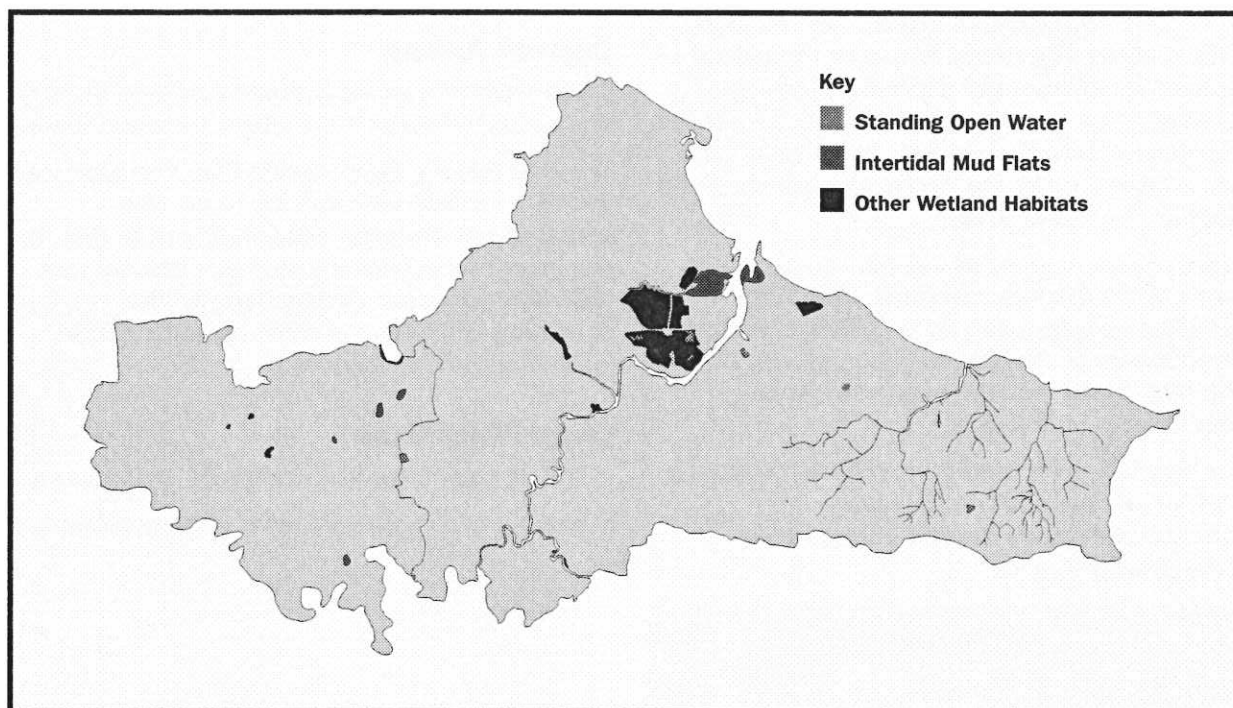 Key
Standing Open Water
Intertidal Mud Flats
Other Wetland Habitats